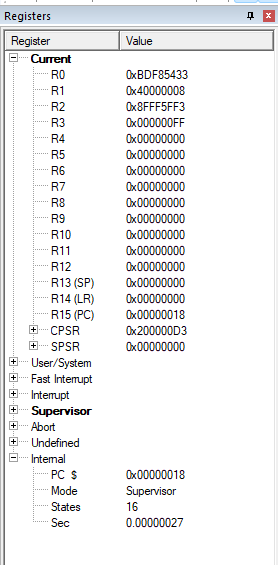 Registers
Register Value
Current
R0 0xBDF85433
R1 0x40000008
R2 0x8FFF5FF3
R3 0x000000FF
R4 0x00000000
R5 0x00000000
R6 0x00000000
R7 0x00000000
R8 0x00000000
R9 0x00000000
R10 0x00000000
R11 0x00000000
R12 0x00000000
R13 (SP) 0x00000000
R14 (LR) 0x00000000
R15 (PC) 0x00000018
CPSR 0x200000D3
SPSR 0x00000000
User/System
Fast Interrupt
Interrupt
Supervisor
Abort
Undefined
Internal
PC $ 0x00000018
Mode Supervisor
States 16
Sec 0.00000027